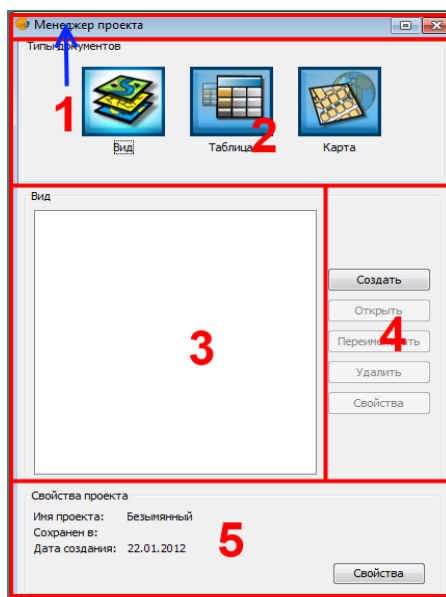 Менеджер проекта
Типы документов
1
2
Вид
Таблица
Карта
Вид
3
Создать
Открыть
Переименовать
4
Удалить
Свойства
Свойства проекта
Имя проекта: Безымянный
Сохранен в:
Дата создания: 22.01.2012
5
Свойства